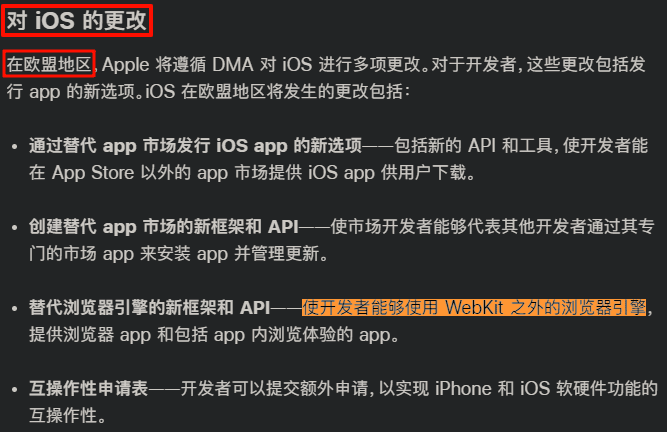 对 iOS 的更改
在欧盟地区, Apple 将遵循 DMA 对 iOS 进行多项更改。对于开发者, 这些更改包括发
行 app 的新选项。iOS 在欧盟地区将发生的更改包括：
• 通过替代 app 市场发行 iOS app 的新选项——包括新的 API 和工具, 使开发者能
在 App Store 以外的 app 市场提供 iOS app 供用户下载。
• 创建替代 app 市场的新框架和 API——使市场开发者能够代表其他开发者通过其专
门的市场 app 来安装 app 并管理更新。
• 替代浏览器引擎的新框架和 API——使开发者能够使用 WebKit 之外的浏览器引擎,
提供浏览器 app 和包括 app 内浏览体验的 app。
• 互操作性申请表——开发者可以提交额外申请, 以实现 iPhone 和 iOS 软硬件功能的
互操作性。